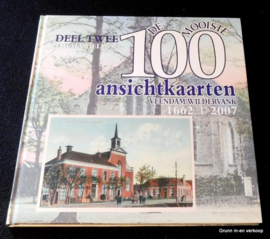 DE MOOISTE
DEEL TWEE
100
ansichtkaarten
VEENDAM-WILDERVANK
1662 - 2007
Grunn in-en verkoop